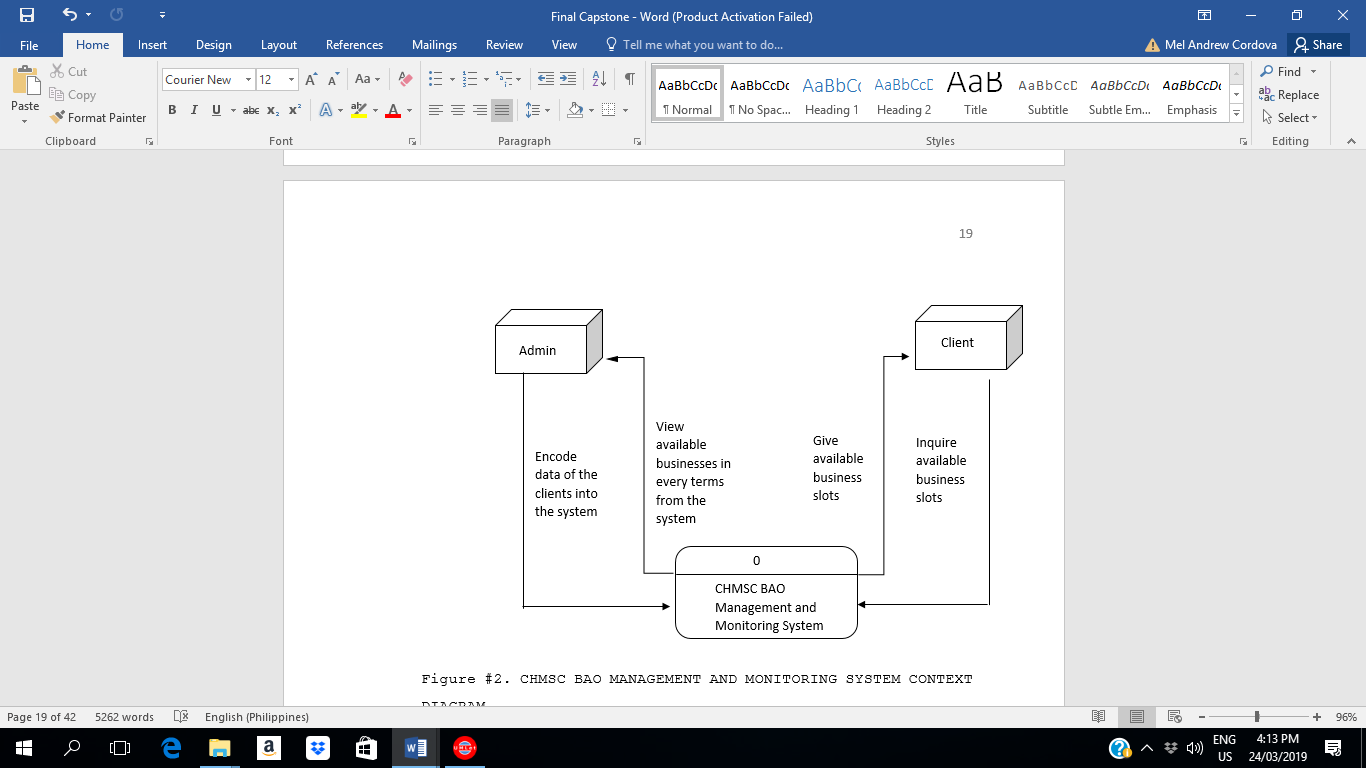 Final Capstone - Word (Product Activation Failed)
File Home Insert Design Layout References Mailings Review View Tell me what you want to do... Mel Andrew Cordova Share
Paste
Cut
Copy
Format Painter
Clipboard
Courier New 12
Font
Paragraph
AaBbCcDc AaBbCcDc AaBbCc AaBbCcD AaB AaBbCcD AaBbCcDc AaBbCcDc
¶ Normal ¶ No Spac... Heading 1 Heading 2 Title Subtitle Subtle Em... Emphasis
Styles
Find
Replace
Select
Editing
19
Admin
Client
Encode
data of the
clients into
the system
View
available
businesses in
every terms
from the
system
Give
available
business
slots
Inquire
available
business
slots
0
CHMSC BAO
Management and
Monitoring System
Figure #2. CHMSC BAO MANAGEMENT AND MONITORING SYSTEM CONTEXT
DIAGRAM
Page 19 of 42 5262 words English (Philippines) 96%
ENG
US
4:13 PM
24/03/2019